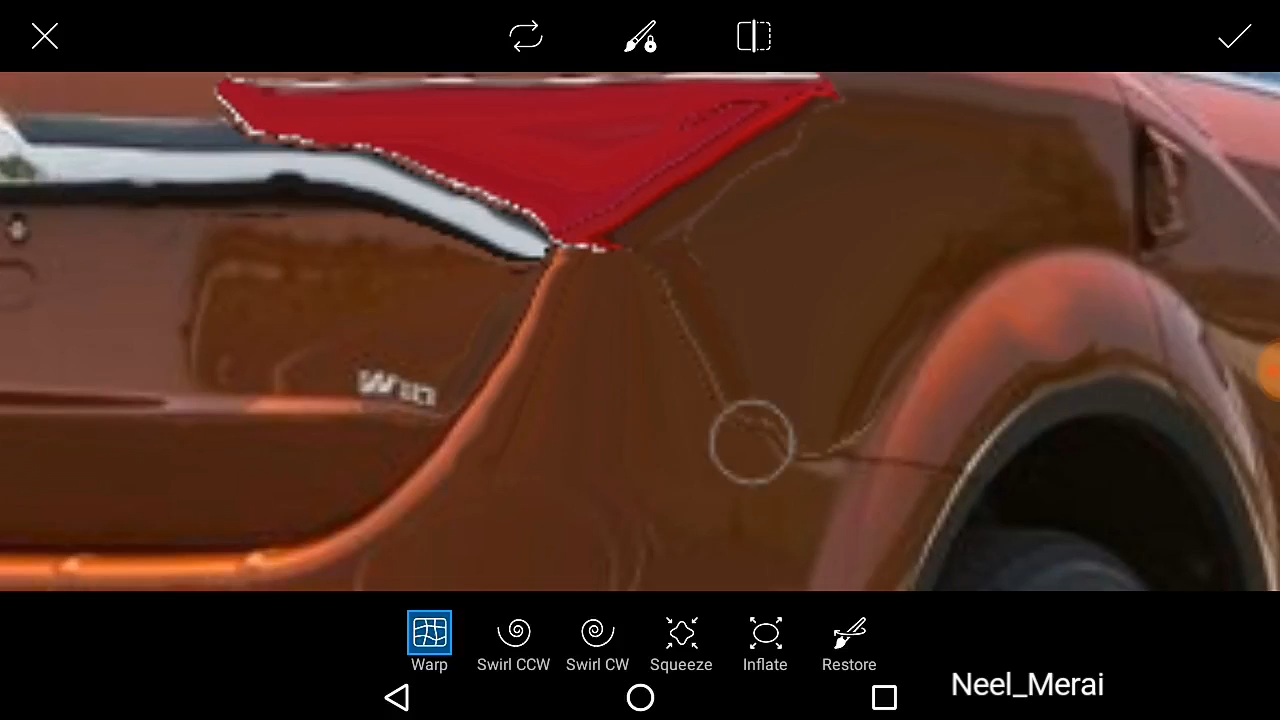 Warp
Swirl CCW
Swirl CW
Squeeze
Inflate
Restore
Neel_Merai